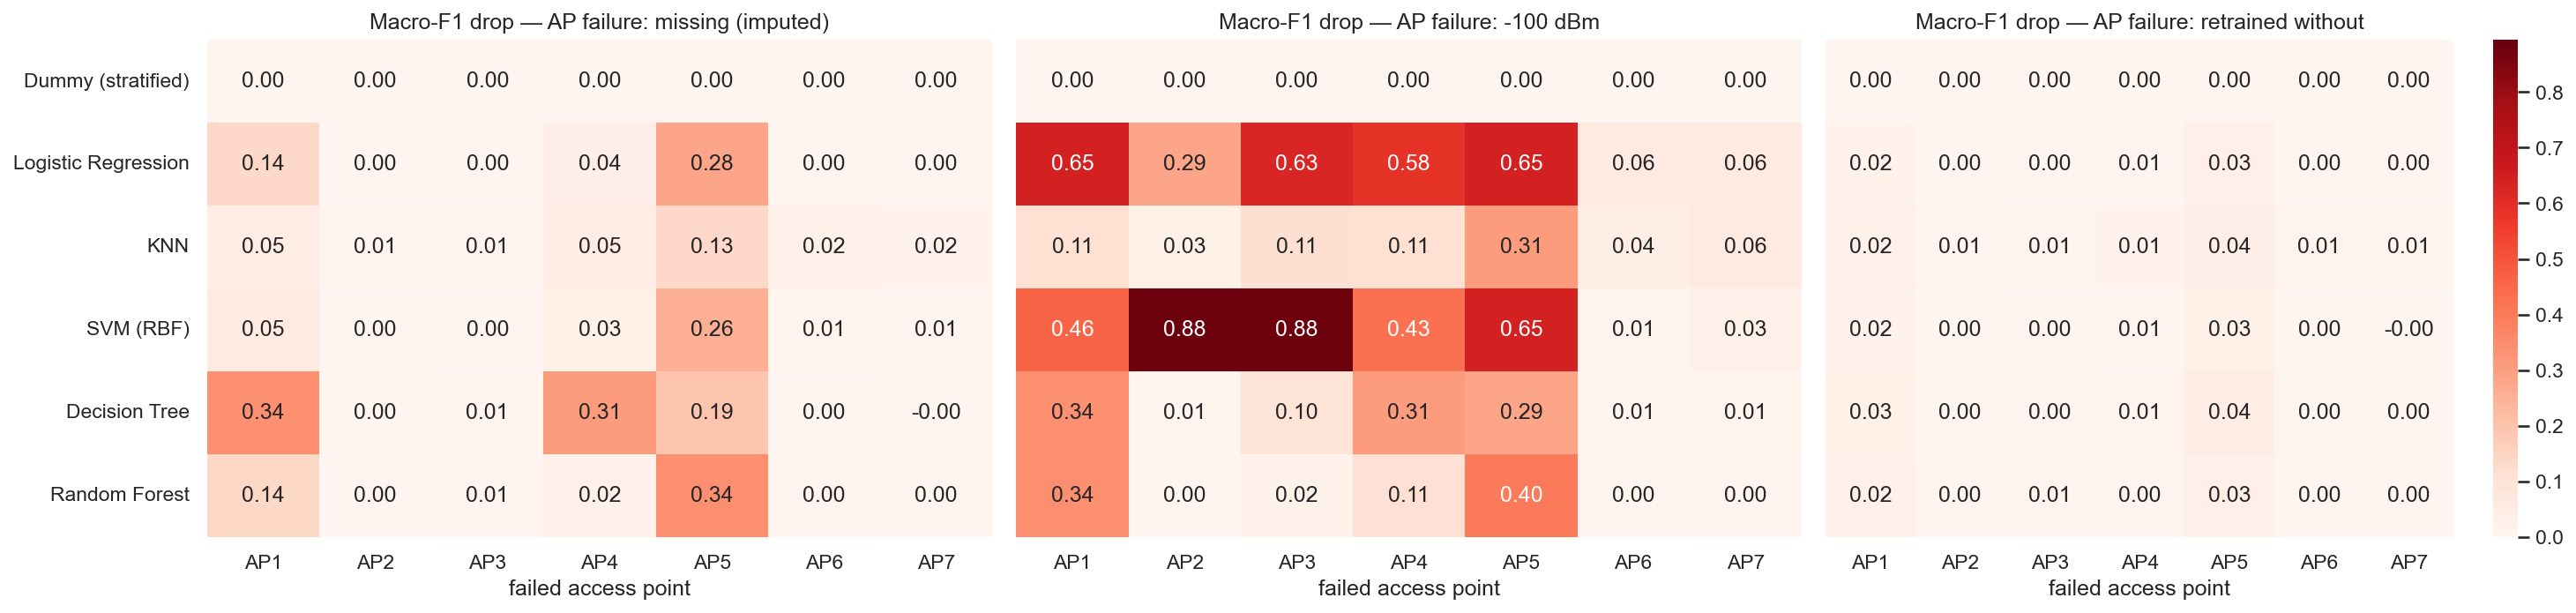 Macro-F1 drop — AP failure: missing (imputed)
Macro-F1 drop — AP failure: -100 dBm
Macro-F1 drop — AP failure: retrained without
Dummy (stratified) 0.00 0.00 0.00 0.00 0.00 0.00 0.00 0.00 0.00 0.00 0.00 0.00 0.00 0.00 0.00 0.00 0.00 0.00 0.00 0.00 0.00
Logistic Regression 0.14 0.00 0.00 0.04 0.28 0.00 0.00 0.65 0.29 0.63 0.58 0.65 0.06 0.06 0.02 0.00 0.00 0.01 0.03 0.00 0.00
KNN 0.05 0.01 0.01 0.05 0.13 0.02 0.02 0.11 0.03 0.11 0.11 0.31 0.04 0.06 0.02 0.01 0.01 0.01 0.04 0.01 0.01
SVM (RBF) 0.05 0.00 0.00 0.03 0.26 0.01 0.01 0.46 0.88 0.88 0.43 0.65 0.01 0.03 0.02 0.00 0.00 0.01 0.03 0.00 -0.00
Decision Tree 0.34 0.00 0.01 0.31 0.19 0.00 -0.00 0.34 0.01 0.10 0.31 0.29 0.01 0.01 0.03 0.00 0.00 0.01 0.04 0.00 0.00
Random Forest 0.14 0.00 0.01 0.02 0.34 0.00 0.00 0.34 0.00 0.02 0.11 0.40 0.00 0.00 0.02 0.00 0.01 0.00 0.03 0.00 0.00
AP1 AP2 AP3 AP4 AP5 AP6 AP7 AP1 AP2 AP3 AP4 AP5 AP6 AP7 AP1 AP2 AP3 AP4 AP5 AP6 AP7
failed access point
failed access point
failed access point
0.8
0.7
0.6
0.5
0.4
0.3
0.2
0.1
0.0